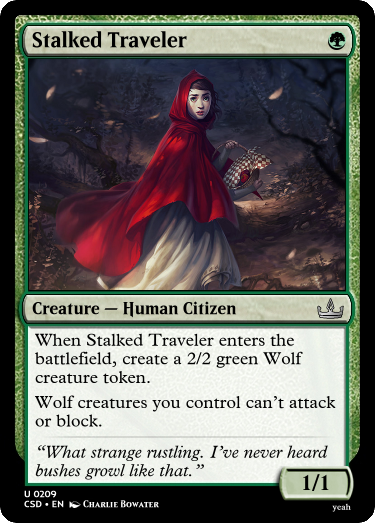 Stalked Traveler
Creature — Human Citizen
When Stalked Traveler enters the
battlefield, create a 2/2 green Wolf
creature token.
Wolf creatures you control can't attack
or block.
“What strange rustling. I've never heard
bushes growl like that.”
1/1
U 0209
CSD • EN Charlie Bowater
yeah